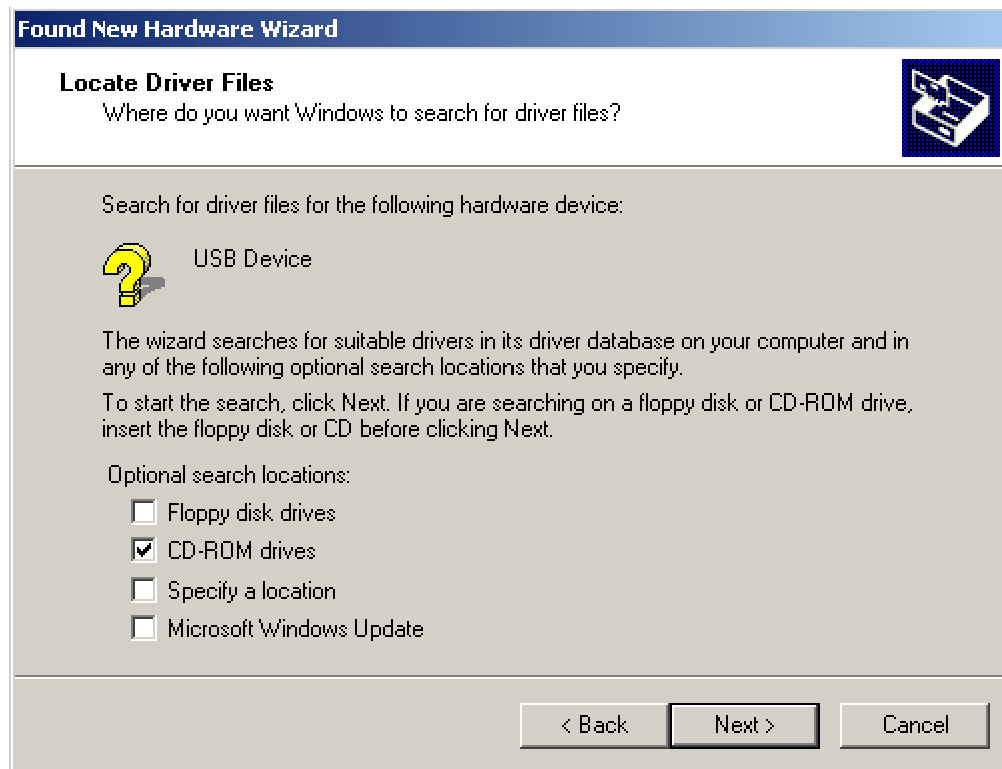 Found New Hardware Wizard
Locate Driver Files
Where do you want Windows to search for driver files?
Search for driver files for the following hardware device:
USB Device
The wizard searches for suitable drivers in its driver database on your computer and in
any of the following optional search locations that you specify.
To start the search, click Next. If you are searching on a floppy disk or CD-ROM drive,
insert the floppy disk or CD before clicking Next.
Optional search locations:
Floppy disk drives
CD-ROM drives
Specify a location
Microsoft Windows Update
< Back Next > Cancel